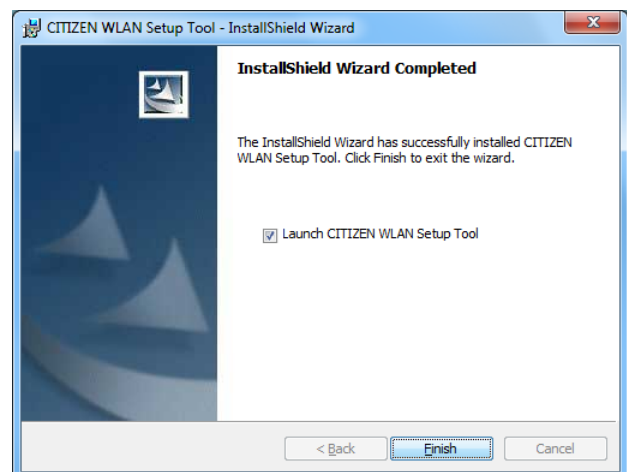 CITIZEN WLAN Setup Tool - InstallShield Wizard
InstallShield Wizard Completed
The InstallShield Wizard has successfully installed CITIZEN
WLAN Setup Tool. Click Finish to exit the wizard.
Launch CITIZEN WLAN Setup Tool
< Back Finish Cancel